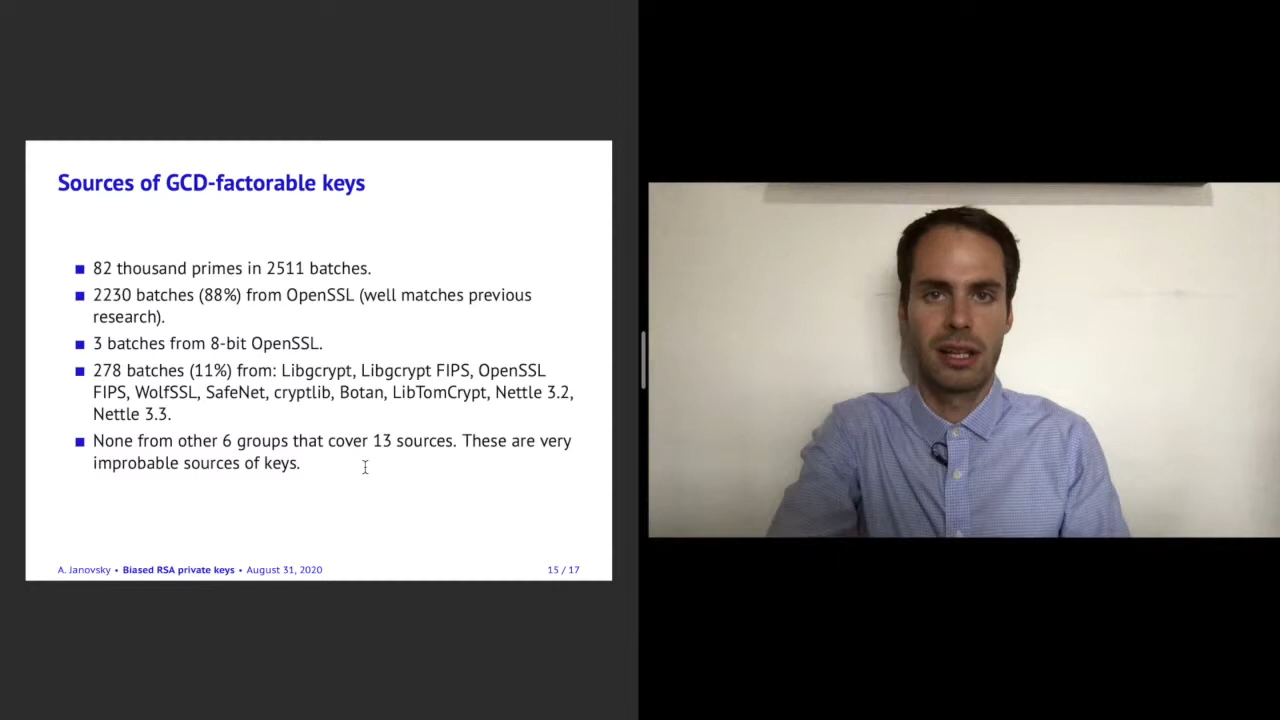 Sources of GCD-factorable keys
82 thousand primes in 2511 batches.
2230 batches (88%) from OpenSSL (well matches previous
research).
3 batches from 8-bit OpenSSL.
278 batches (11%) from: Libgcrypt, Libgcrypt FIPS, OpenSSL
FIPS, WolfSSL, SafeNet, cryptlib, Botan, LibTomCrypt, Nettle 3.2,
Nettle 3.3.
None from other 6 groups that cover 13 sources. These are very
improbable sources of keys.
A. Janovsky • Biased RSA private keys • August 31, 2020
15 / 17